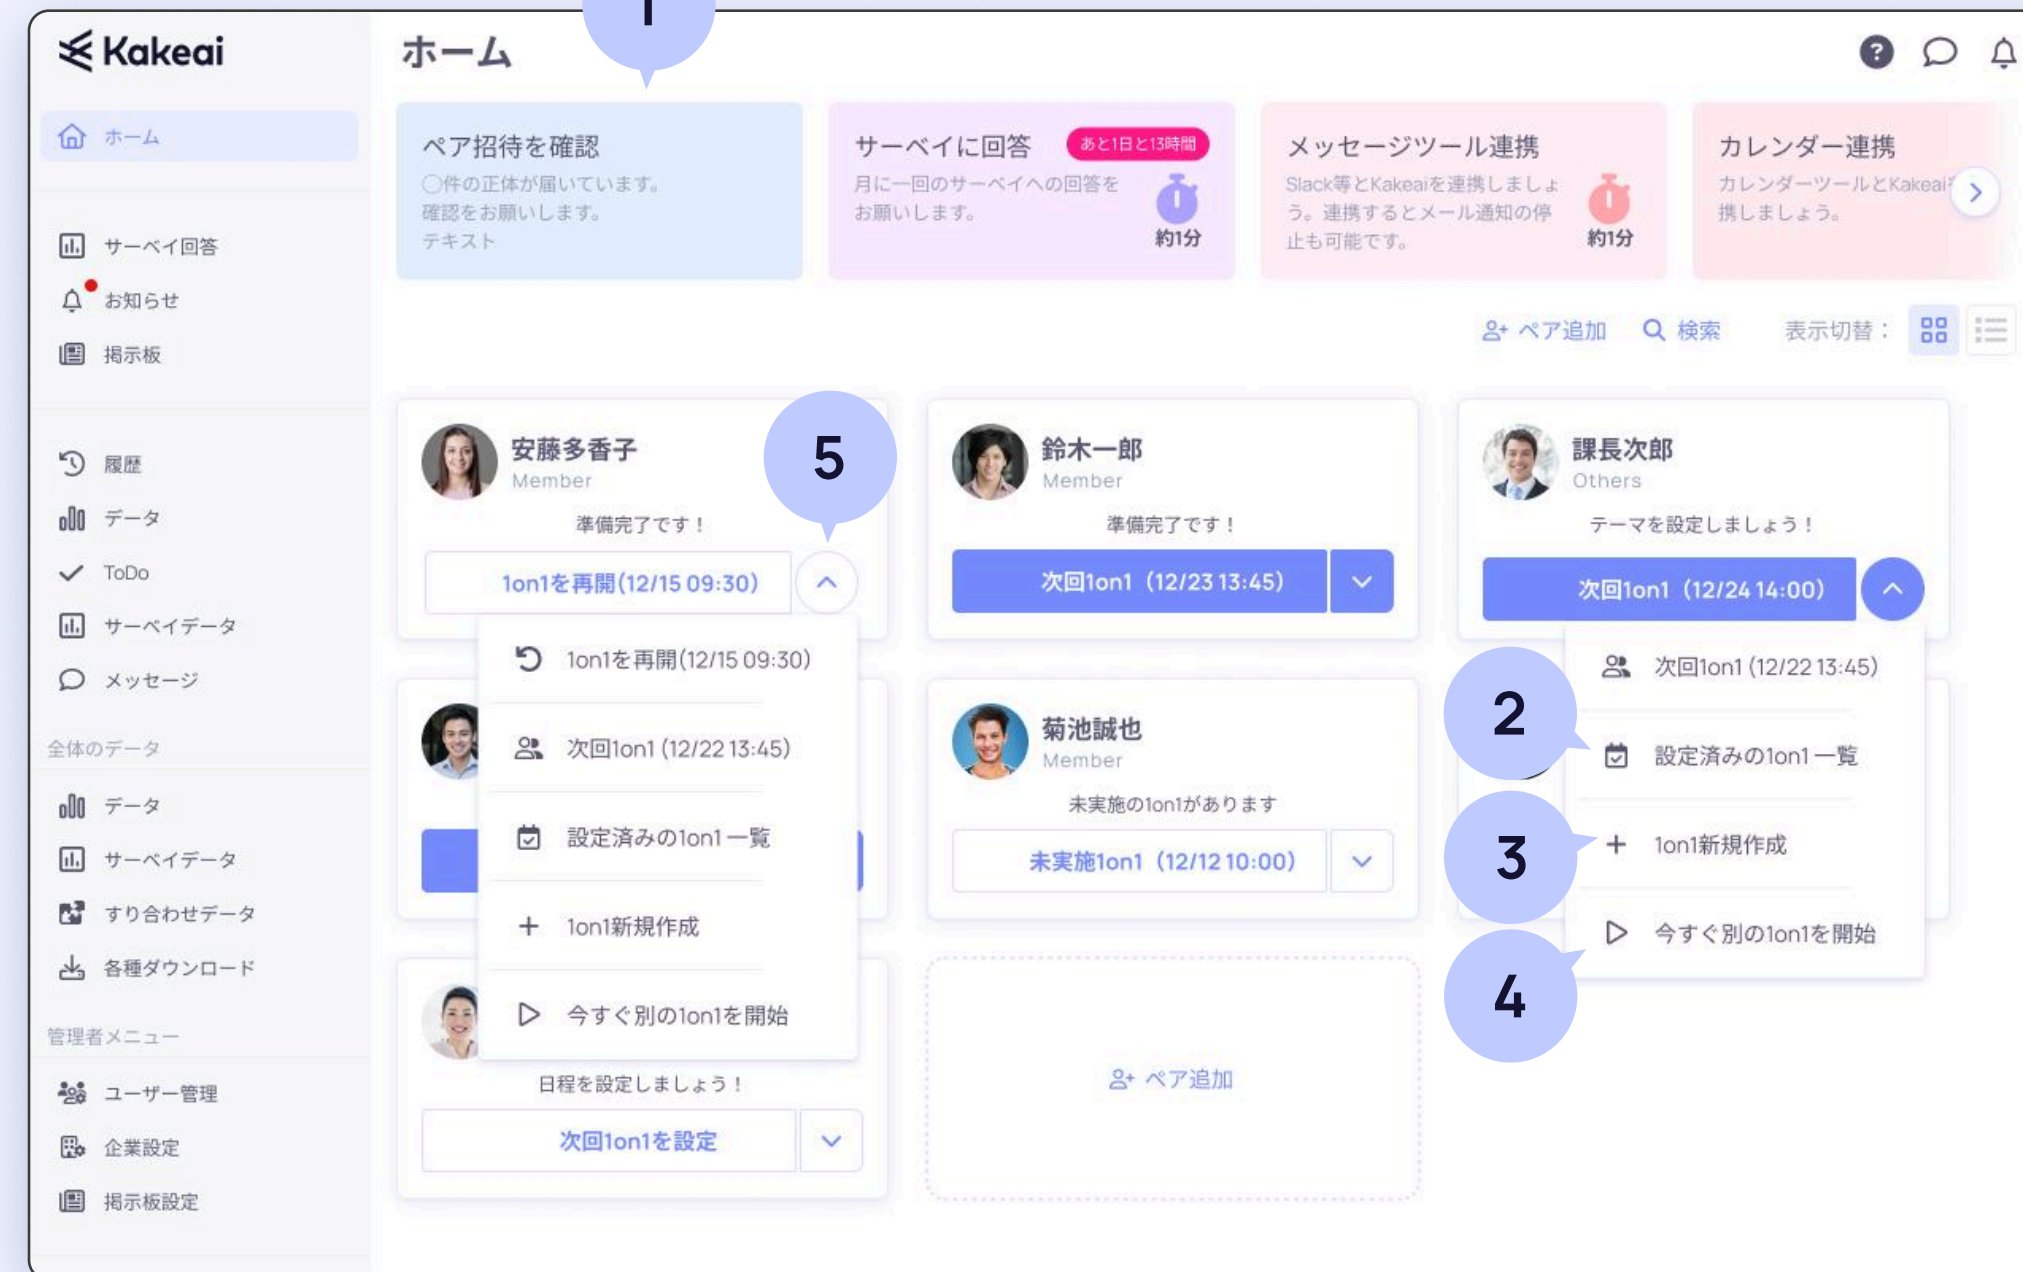 1
Kakeai
ホーム
ホーム
サーベイ回答
お知らせ
掲示板
履歴
データ
ToDo
サーベイデータ
メッセージ
全体のデータ
データ
サーベイデータ
すり合わせデータ
各種ダウンロード
管理者メニュー
ユーザー管理
企業設定
掲示板設定
ペア招待を確認
〇件の正体が届いています。
確認をお願いします。
テキスト
サーベイに回答
あと1日と13時間
月に一回のサーベイへの回答を
お願いします。
約1分
メッセージツール連携
Slack等とKakeaiを連携しましょ
う。連携するとメール通知の停
止も可能です。
約1分
カレンダー連携
カレンダーツールとKakeai
携しましょう。
ペア追加
検索
表示切替：
安藤多香子
Member
5
準備完了です！
1on1を再開(12/15 09:30)
1on1を再開(12/15 09:30)
次回1on1 (12/22 13:45)
設定済みの1on1 一覧
1on1新規作成
今すぐ別の1on1を開始
鈴木一郎
Member
準備完了です！
次回1on1（12/23 13:45）
課長次郎
Others
テーマを設定しましょう！
次回1on1（12/24 14:00）
次回1on1 (12/22 13:45)
2
設定済みの1on1 一覧
3
1on1新規作成
4
今すぐ別の1on1を開始
菊池誠也
Member
未実施の1on1があります
未実施1on1（12/12 10:00）
日程を設定しましょう！
次回1on1を設定
ペア追加